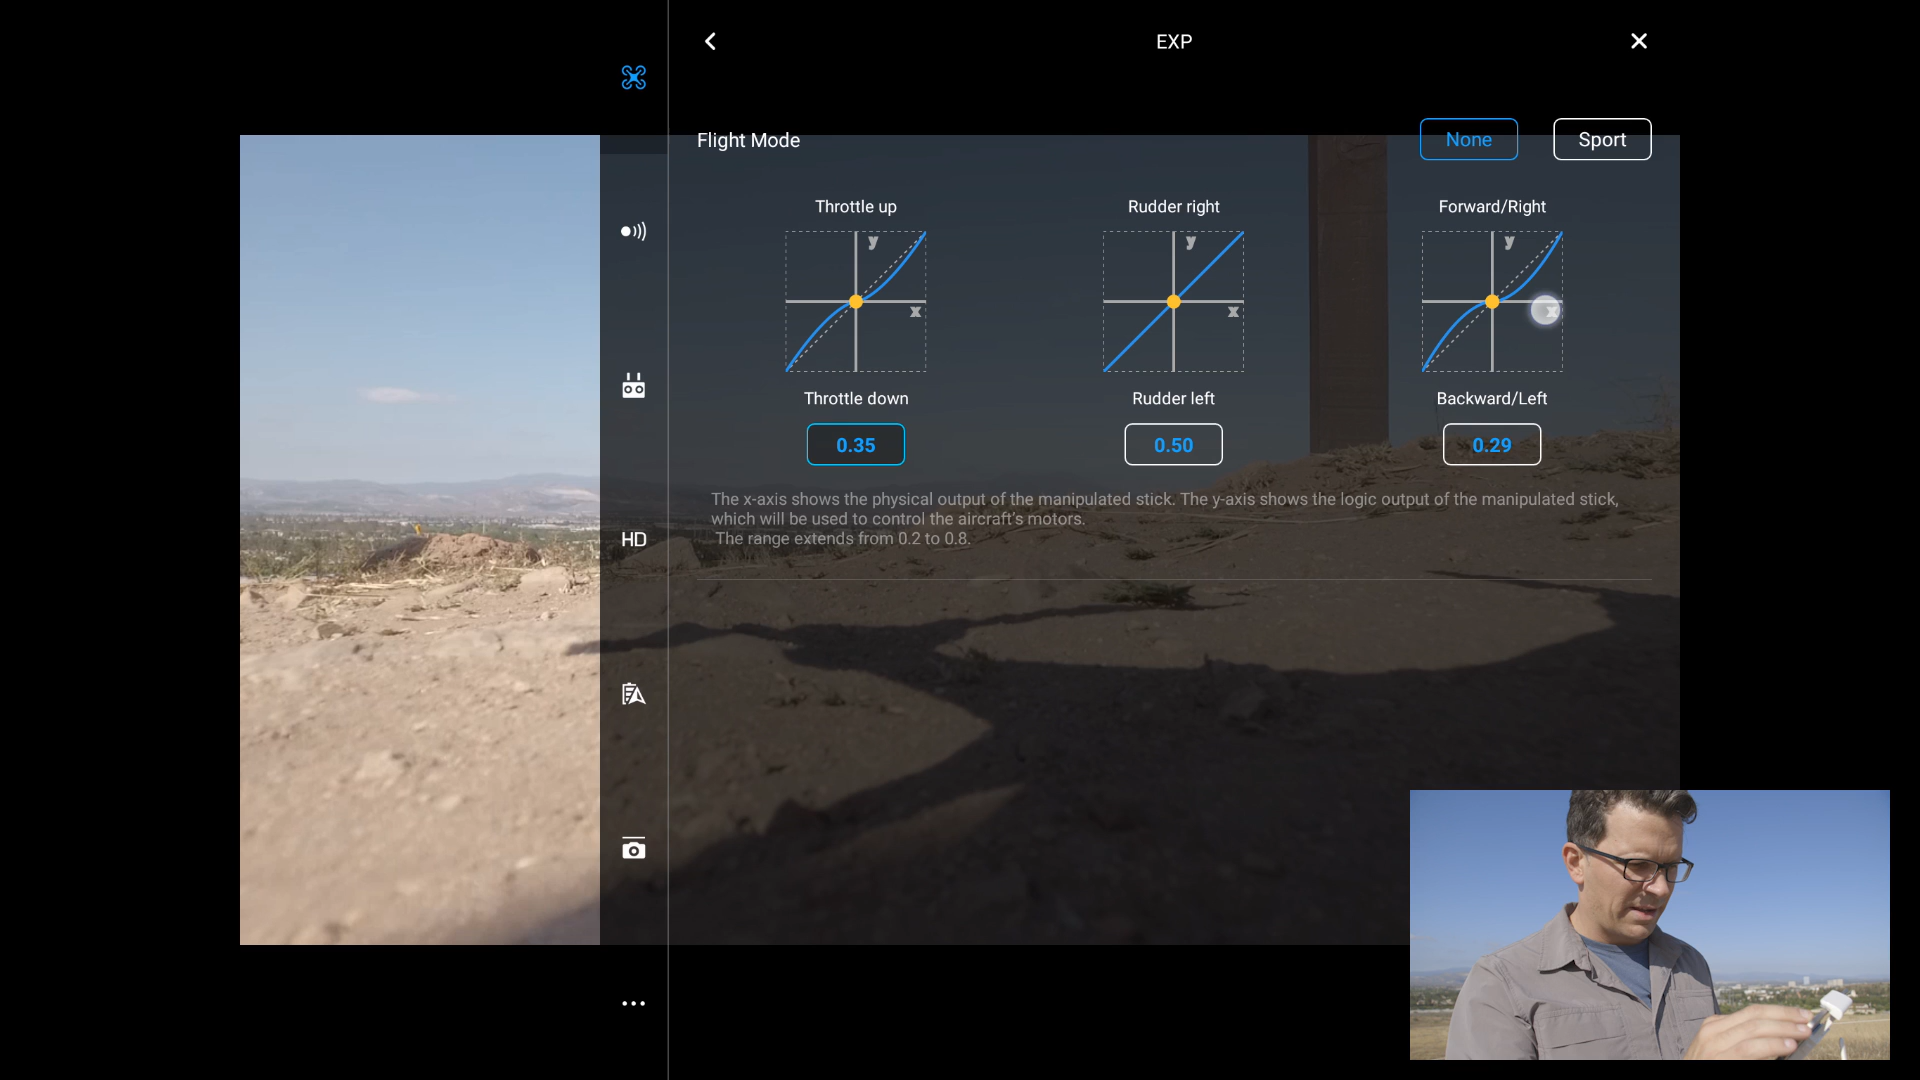 EXP
Flight Mode
None
Sport
Throttle up
Rudder right
Forward/Right
y
y
y
x
x
x
Throttle down
Rudder left
Backward/Left
0.35
0.50
0.29
The x-axis shows the physical output of the manipulated stick. The y-axis shows the logic output of the manipulated stick,
which will be used to control the aircraft's motors.
The range extends from 0.2 to 0.8.
HD